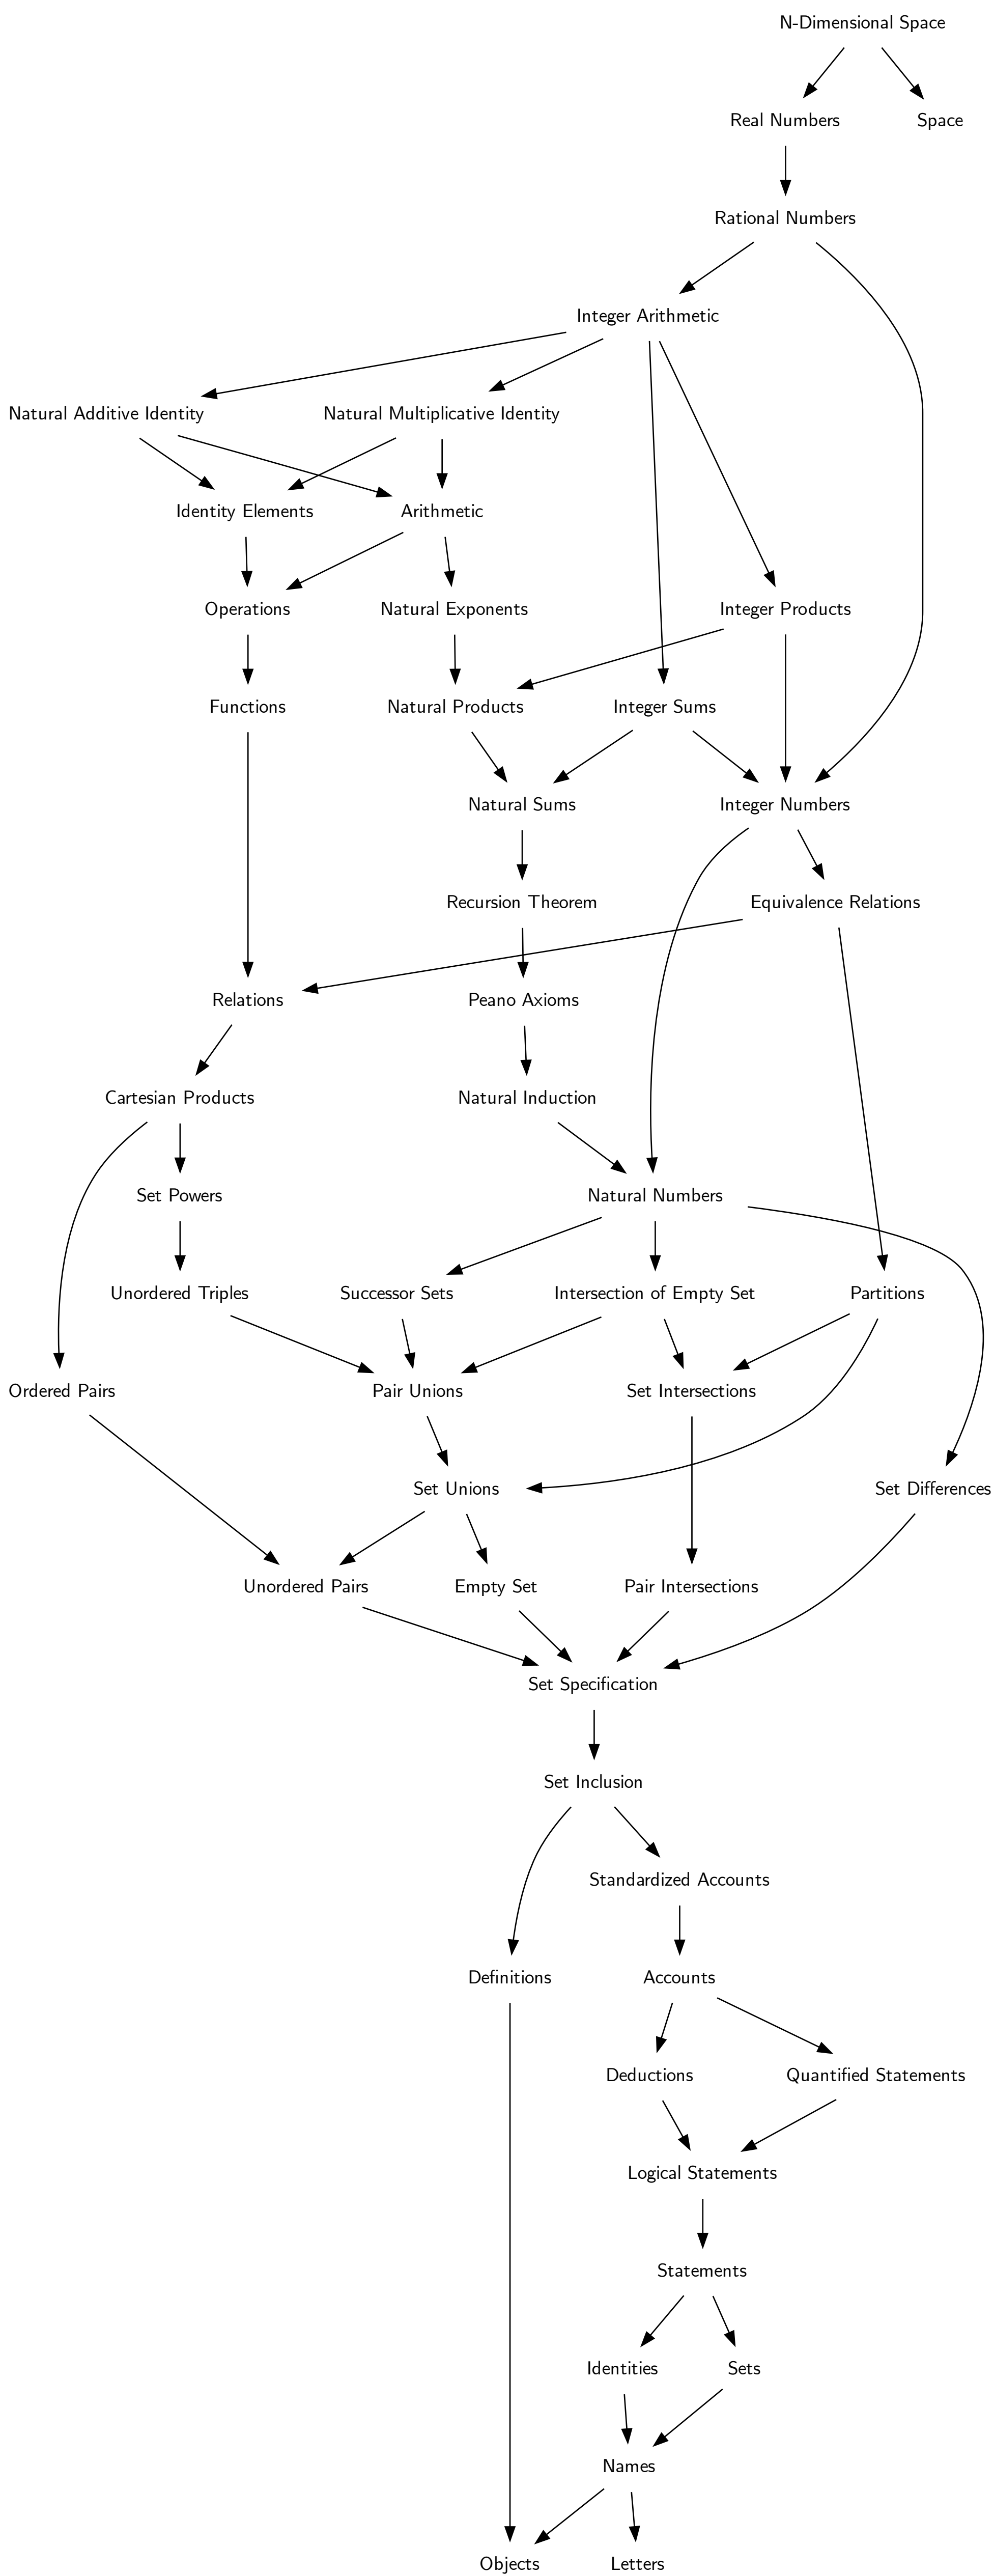 N-Dimensional Space
Real Numbers
Space
Rational Numbers
Integer Arithmetic
Natural Additive Identity
Natural Multiplicative Identity
Identity Elements
Arithmetic
Operations
Natural Exponents
Integer Products
Functions
Natural Products
Integer Sums
Natural Sums
Integer Numbers
Recursion Theorem
Equivalence Relations
Relations
Peano Axioms
Cartesian Products
Natural Induction
Set Powers
Natural Numbers
Unordered Triples
Successor Sets
Intersection of Empty Set
Partitions
Ordered Pairs
Pair Unions
Set Intersections
Set Unions
Set Differences
Unordered Pairs
Empty Set
Pair Intersections
Set Specification
Set Inclusion
Standardized Accounts
Definitions
Accounts
Deductions
Quantified Statements
Logical Statements
Statements
Identities
Sets
Names
Objects
Letters